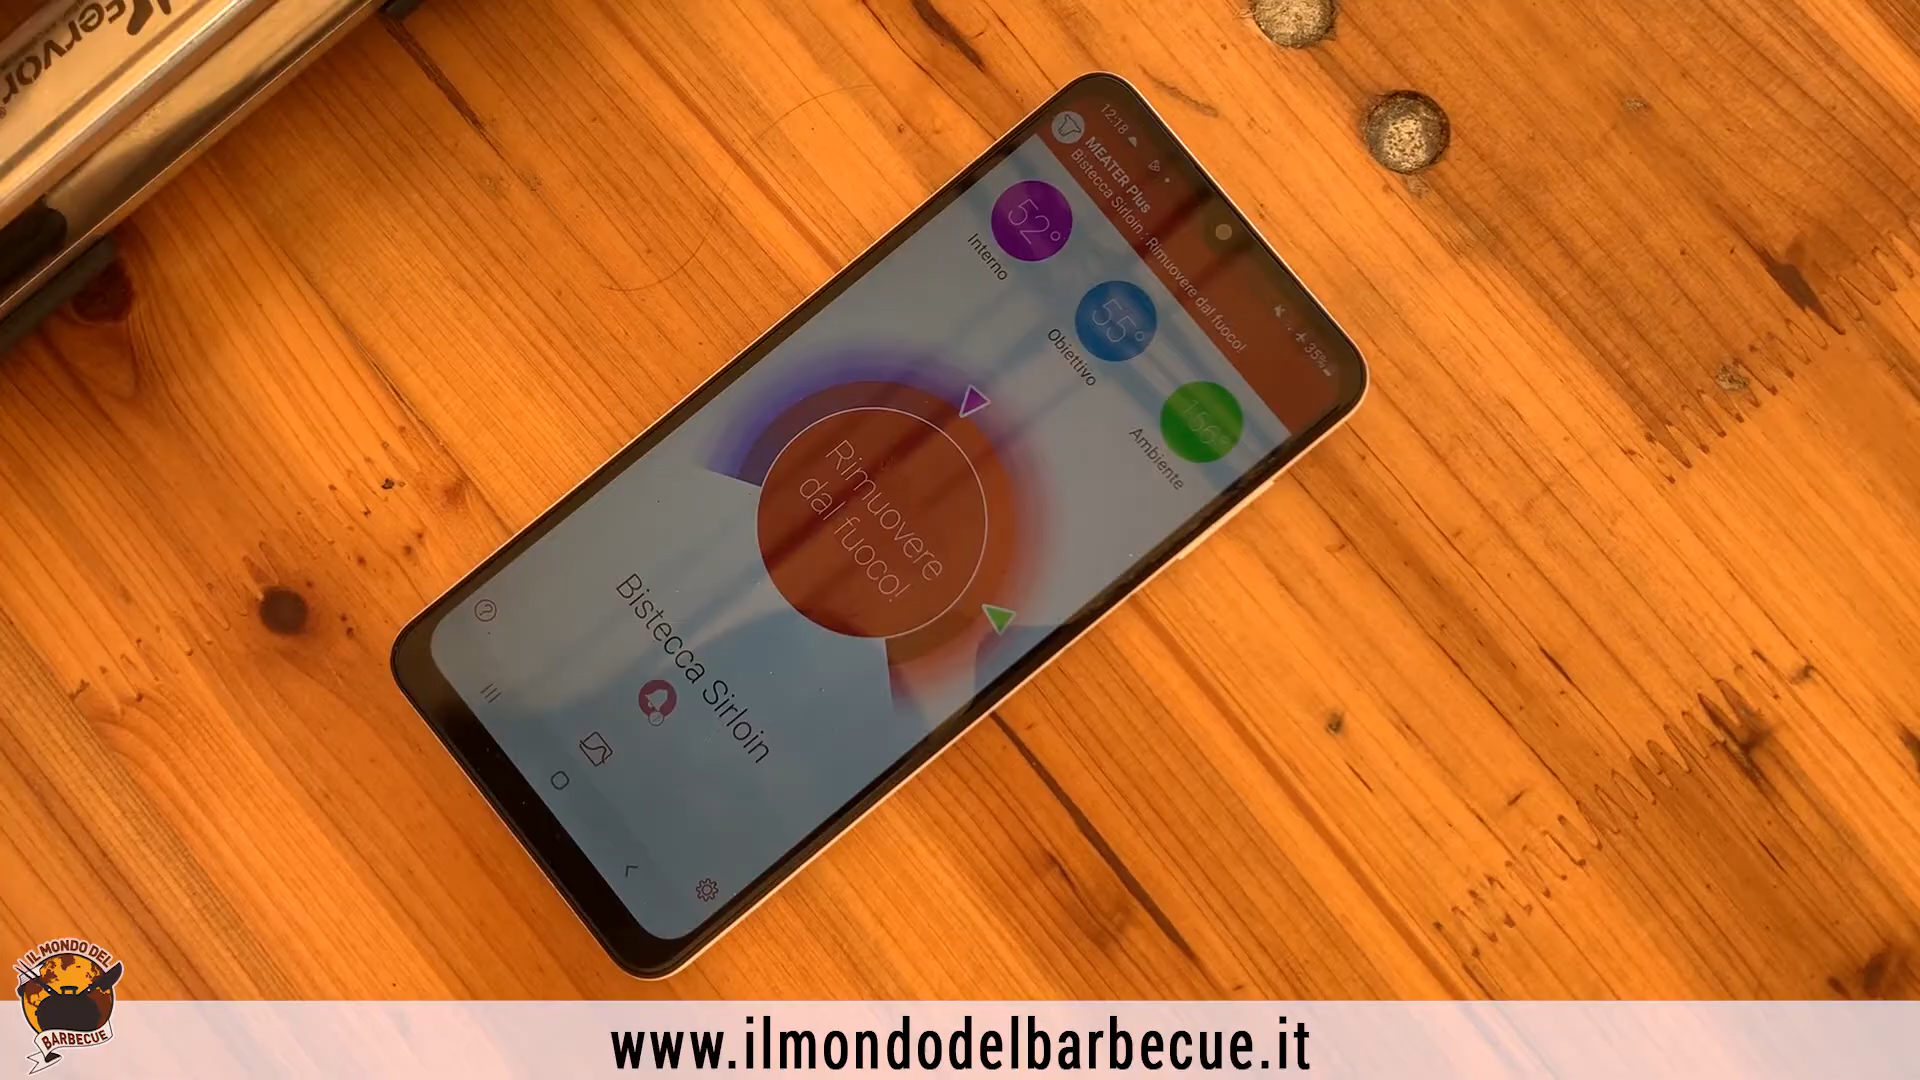 12:18
35%
MEATER Plus
Bistecca Sirloin : Rimuovere dal fuoco!
52°
Interno
55°
Obiettivo
Ambiente
Rimuovere
dal fuoco!
Bistecca Sirloin
IL MONDO DEL
BARBECUE
www.ilmondodelbarbecue.it